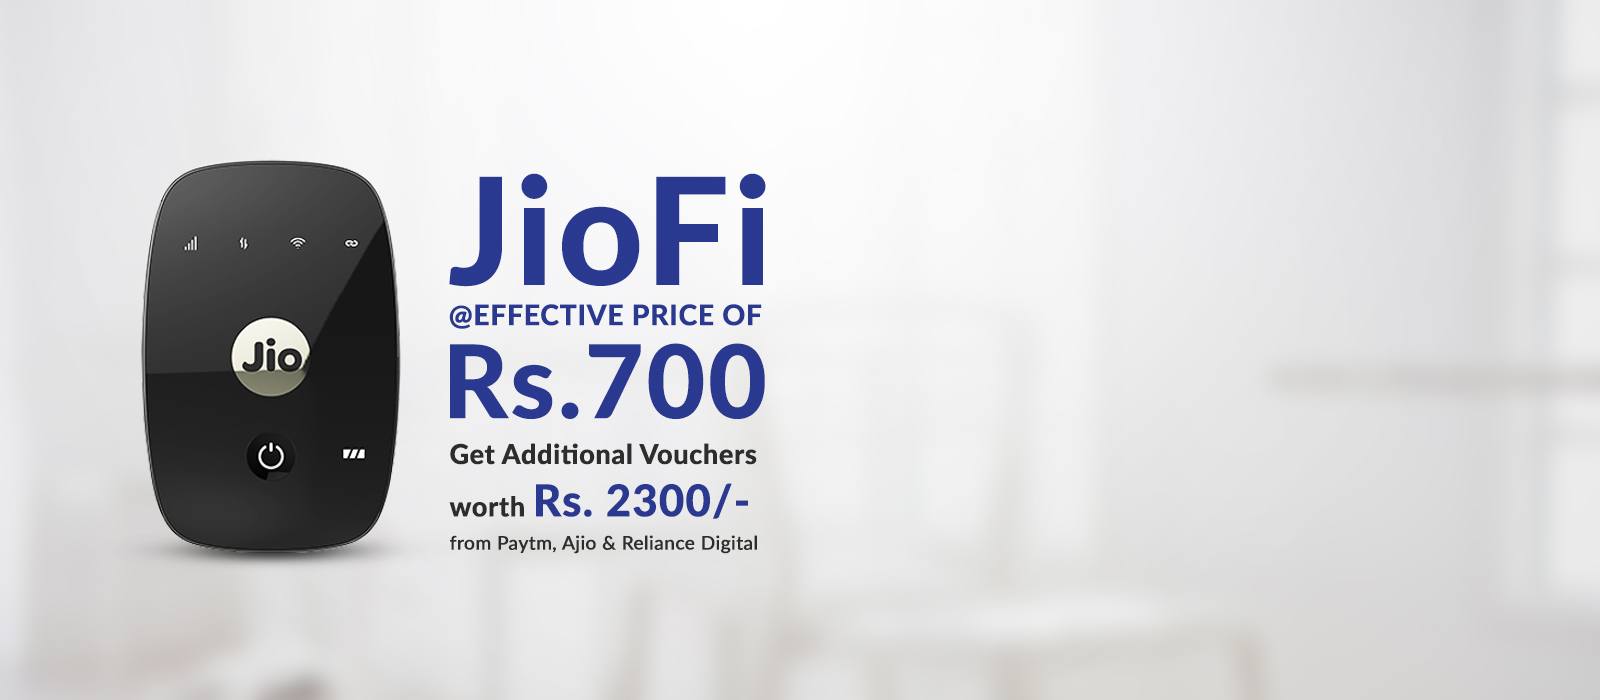 Jio
JioFi
@EFFECTIVE PRICE OF
Rs.700
Get Additional Vouchers
worth Rs. 2300/-
from Paytm, Ajio & Reliance Digital